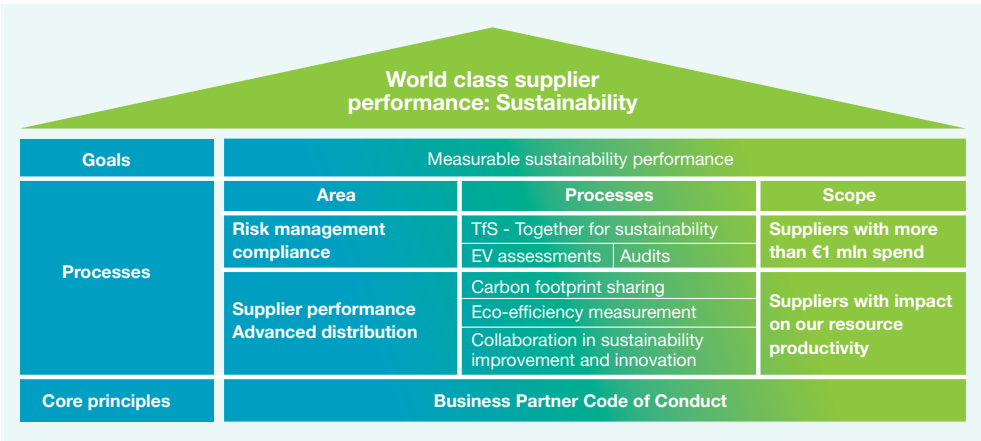 World class supplier
performance: Sustainability
Goals
Measurable sustainability performance
Processes
Area
Processes
Scope
Risk management
compliance
TfS - Together for sustainability
EV assessments
Audits
Suppliers with more
than €1 mln spend
Supplier performance
Advanced distribution
Carbon footprint sharing
Eco-efficiency measurement
Collaboration in sustainability
improvement and innovation
Suppliers with impact
on our resource
productivity
Core principles
Business Partner Code of Conduct